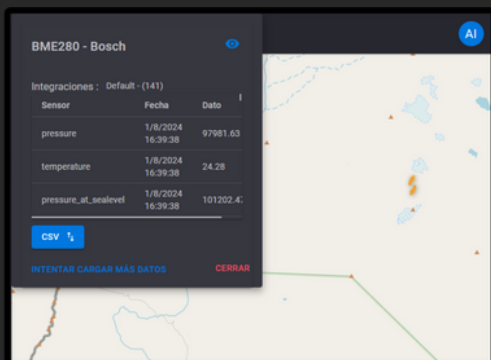 AI
BME280 - Bosch
Integraciones : Default - (141)
Sensor Fecha Dato
pressure 1/8/2024 16:39:38 97981.63
temperature 1/8/2024 16:39:38 24.28
pressure_at_sealevel 1/8/2024 16:39:38 101202.47
CSV
INTENTAR CARGAR MÁS DATOS CERRAR